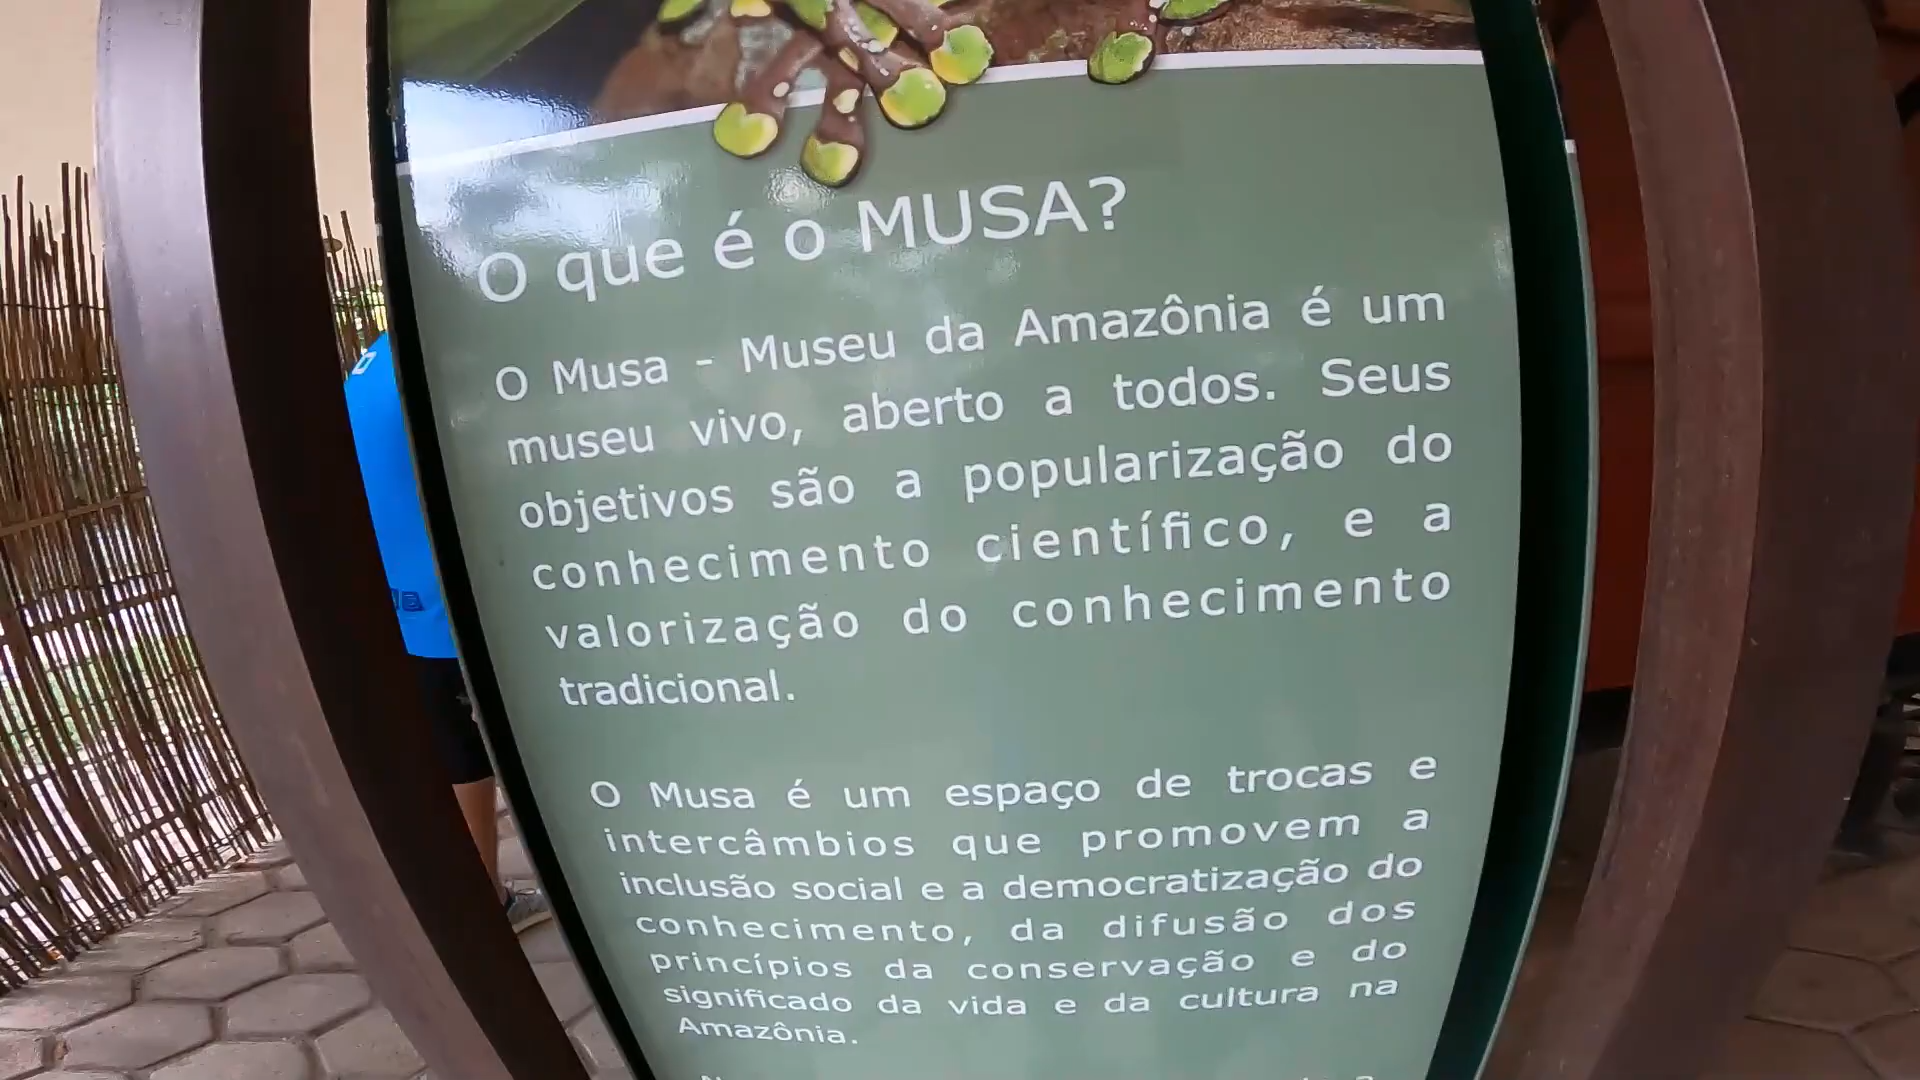 O que é o MUSA?
O Musa - Museu da Amazônia é um
museu vivo, aberto a todos. Seus
objetivos são a popularização do
conhecimento científico, e a
valorização do conhecimento
tradicional.
O Musa é um espaço de trocas e
intercâmbios que promovem a
inclusão social e a democratização do
conhecimento, da difusão dos
princípios da conservação e do
significado da vida e da cultura na
Amazônia.